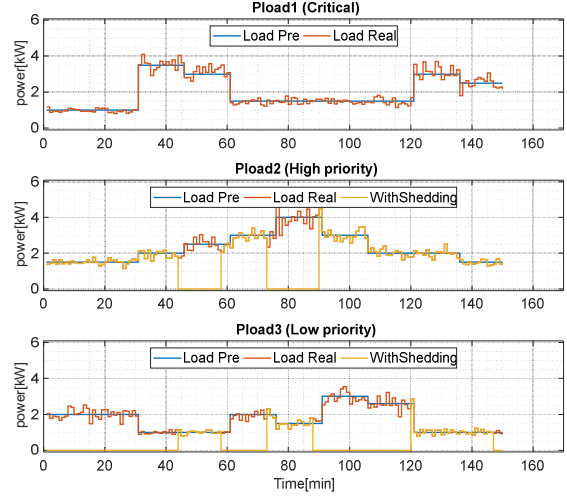 Pload1 (Critical)
Load Pre Load Real
power[kW]
6
4
2
0
0 20 40 60 80 100 120 140 160
Pload2 (High priority)
Load Pre Load Real WithShedding
power[kW]
6
4
2
0
0 20 40 60 80 100 120 140 160
Pload3 (Low priority)
Load Pre Load Real WithShedding
power[kW]
6
4
2
0
0 20 40 60 80 100 120 140 160
Time[min]